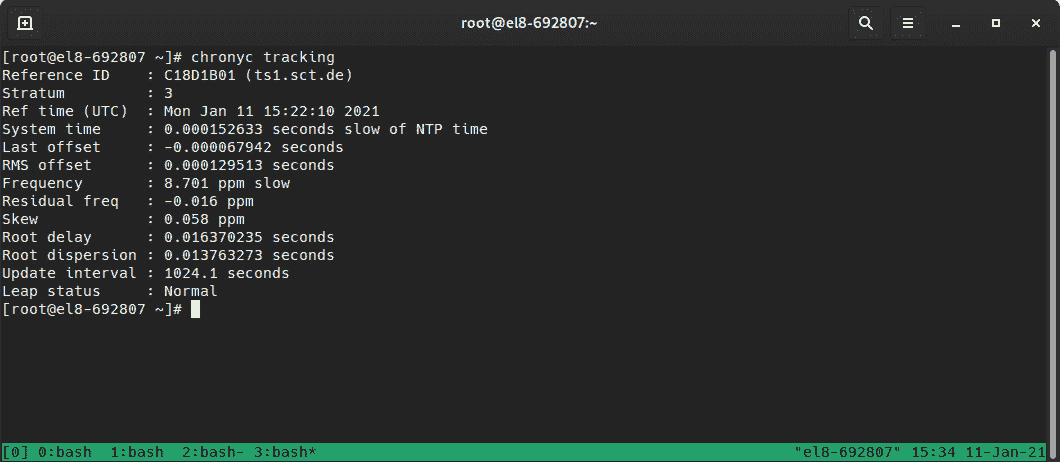 root@el8-692807:~
[root@el8-692807 ~]# chronyc tracking
Reference ID    : C18D1B01 (ts1.sct.de)
Stratum         : 3
Ref time (UTC)  : Mon Jan 11 15:22:10 2021
System time     : 0.000152633 seconds slow of NTP time
Last offset     : -0.000067942 seconds
RMS offset      : 0.000129513 seconds
Frequency       : 8.701 ppm slow
Residual freq   : -0.016 ppm
Skew            : 0.058 ppm
Root delay      : 0.016370235 seconds
Root dispersion : 0.013763273 seconds
Update interval : 1024.1 seconds
Leap status     : Normal
[root@el8-692807 ~]#
[0] 0:bash  1:bash  2:bash- 3:bash* "el8-692807" 15:34 11-Jan-21